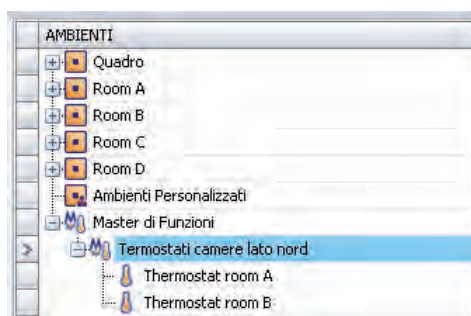 AMBIENTI
Quadro
Room A
Room B
Room C
Room D
Ambienti Personalizzati
Master di Funzioni
Termostati camere lato nord
Thermostat room A
Thermostat room B